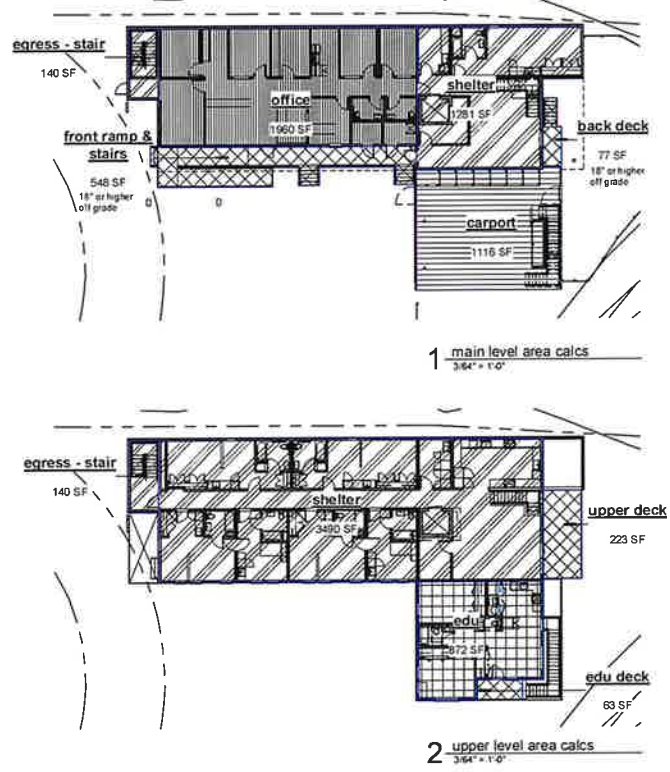 egress - stair
140 SF
office
1960 SF
shelter
1281 SF
front ramp &
stairs
548 SF
18" or higher
off grade
back deck
77 SF
18" or higher
off grade
carport
1116 SF
1 main level area calcs
3/64" = 1'-0"
egress - stair
140 SF
shelter
3490 SF
upper deck
223 SF
edu
872 SF
edu deck
63 SF
2 upper level area calcs
3/64" = 1'-0"